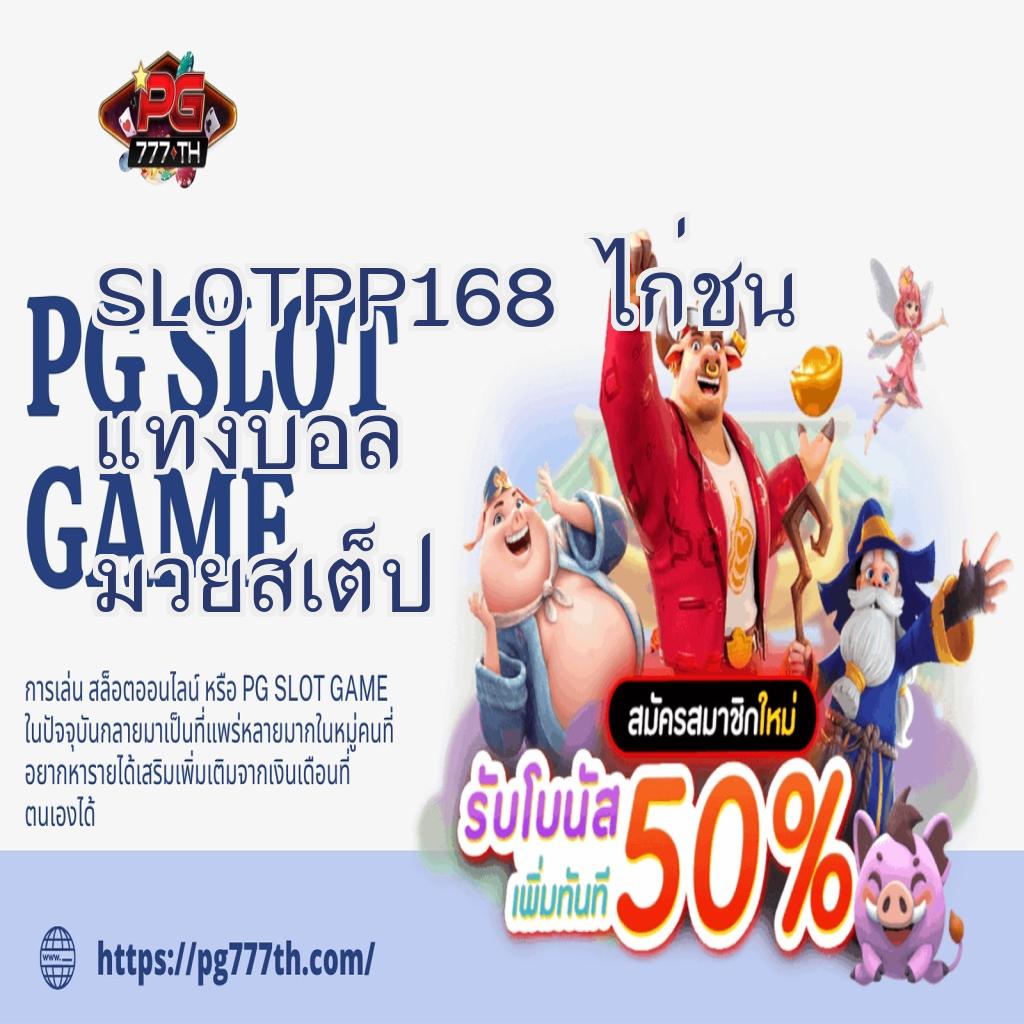 PG
777 TH
SLOTPP168 ไก่ชน
PG SLOT
แทงบอล
GAME
มวยสเต็ป
การเล่น สล็อตออนไลน์ หรือ PG SLOT GAME
ในปัจจุบันกลายมาเป็นที่แพร่หลายมากในหมู่คนที่
อยากหารายได้เสริมเพิ่มเติมจากเงินเดือนที่
ตนเองได้
สมัครสมาชิกใหม่
รับโบนัส
50%
เพิ่มทันที
www.
https://pg777th.com/